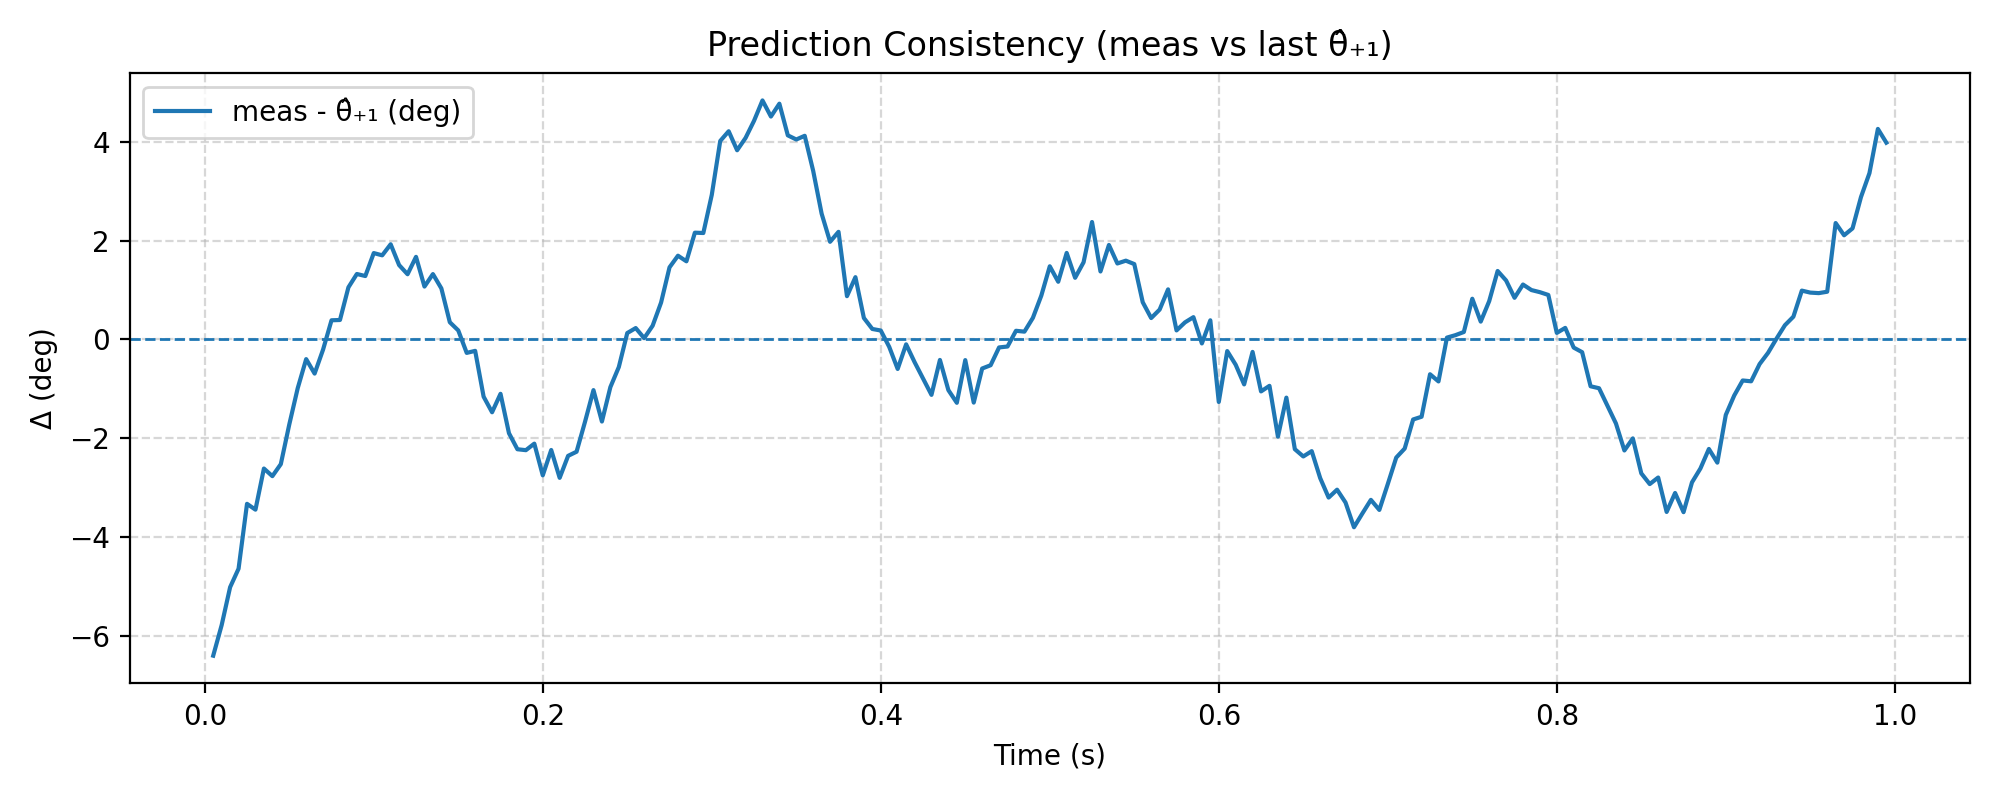 Prediction Consistency (meas vs last θ̂₊₁)
meas - θ̂₊₁ (deg)
Δ (deg)
4
2
0
−2
−4
−6
0.0 0.2 0.4 0.6 0.8 1.0
Time (s)